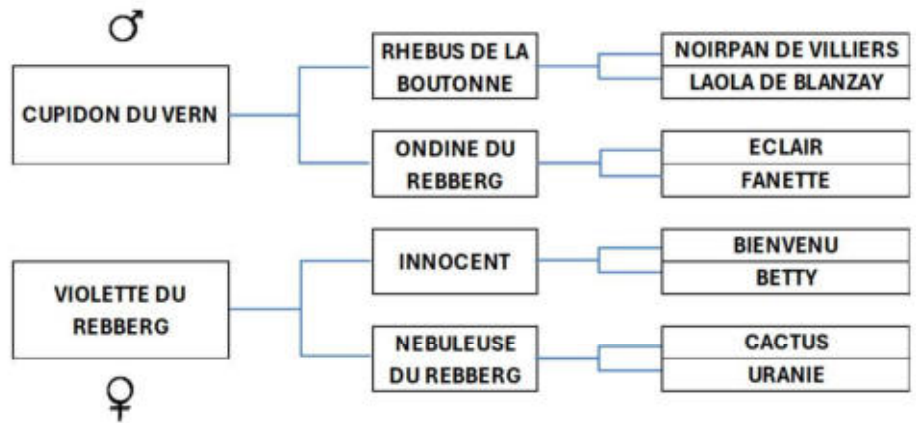 ♂
CUPIDON DU VERN
RHEBUS DE LA
BOUTONNE
NOIRPAN DE VILLIERS
LAOLA DE BLANZAY
ONDINE DU
REBBERG
ECLAIR
FANETTE
VIOLETTE DU
REBBERG
♀
INNOCENT
BIENVENU
BETTY
NEBULEUSE
DU REBBERG
CACTUS
URANIE